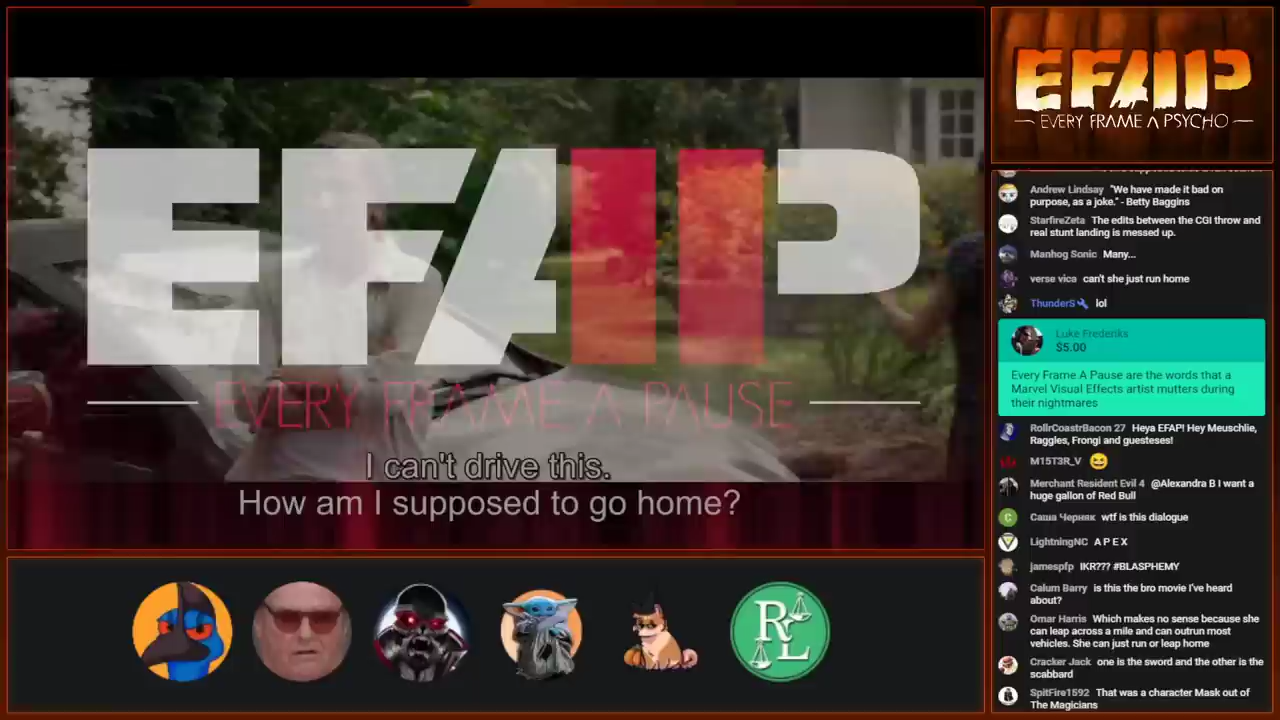 EFAIIP
EVERY FRAME A PAUSE
I can't drive this.
How am I supposed to go home?
EFAIIP
EVERY FRAME A PSYCHO
Andrew Lindsay "We have made it bad on
purpose, as a joke." - Betty Baggins
StarfireZeta The edits between the CGI throw and
real stunt landing is messed up.
Manhog Sonic Many...
verse vica can't she just run home
ThunderS lol
Luke Frederiks
$5.00
Every Frame A Pause are the words that a
Marvel Visual Effects artist mutters during
their nightmares
RollrCoastrBacon 27 Heya EFAP! Hey Meuschlie,
Raggles, Frongi and guesteses!
M15T3R_V
Merchant Resident Evil 4 @Alexandra B I want a
huge gallon of Red Bull
C
Саша Черняк wtf is this dialogue
LightningNC A P E X
jamespfp IKR??? #BLASPHEMY
Calum Barry is this the bro movie I've heard
about?
Omar Harris Which makes no sense because she
can leap across a mile and can outrun most
vehicles. She can just run or leap home
Cracker Jack one is the sword and the other is the
scabbard
SpitFire1592 That was a character Mask out of
The Magicians
RL